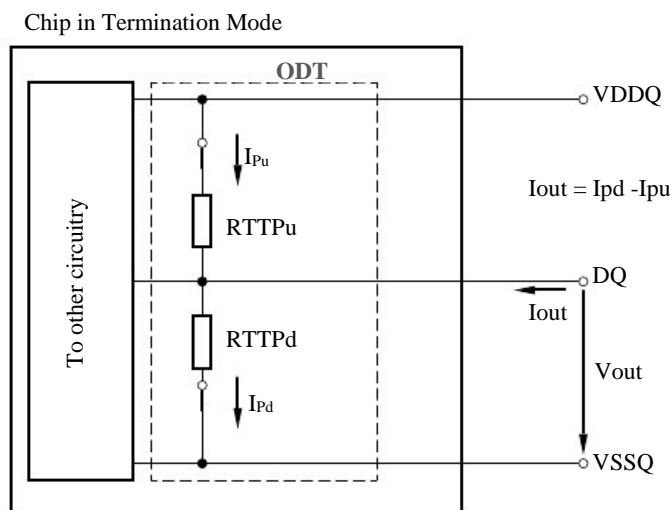 Chip in Termination Mode
ODT
VDDQ
IPu
Iout = Ipd -Ipu
RTTPu
To other circuitry
DQ
Iout
RTTPd
Vout
IPd
VSSQ